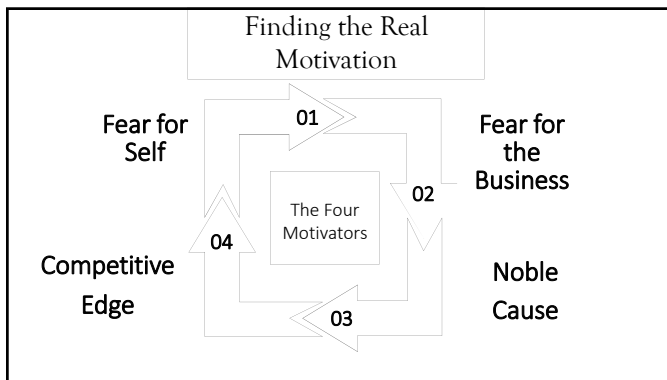 Finding the Real
Motivation
Fear for
Self
01
Fear for
the
Business
02
The Four
Motivators
04
Competitive
Edge
Noble
Cause
03